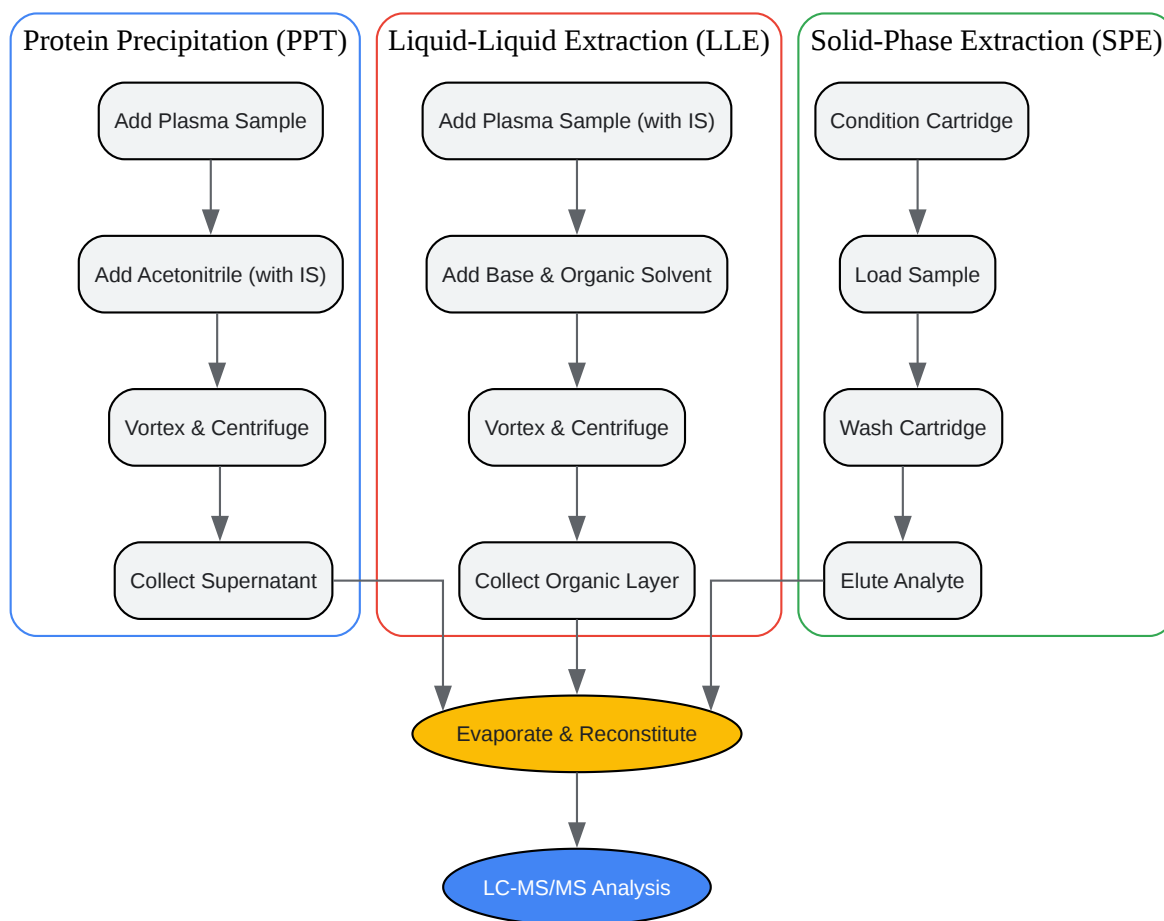 Protein Precipitation (PPT)
Add Plasma Sample
Add Acetonitrile (with IS)
Vortex & Centrifuge
Collect Supernatant
Liquid-Liquid Extraction (LLE)
Add Plasma Sample (with IS)
Add Base & Organic Solvent
Vortex & Centrifuge
Collect Organic Layer
Solid-Phase Extraction (SPE)
Condition Cartridge
Load Sample
Wash Cartridge
Elute Analyte
Evaporate & Reconstitute
LC-MS/MS Analysis